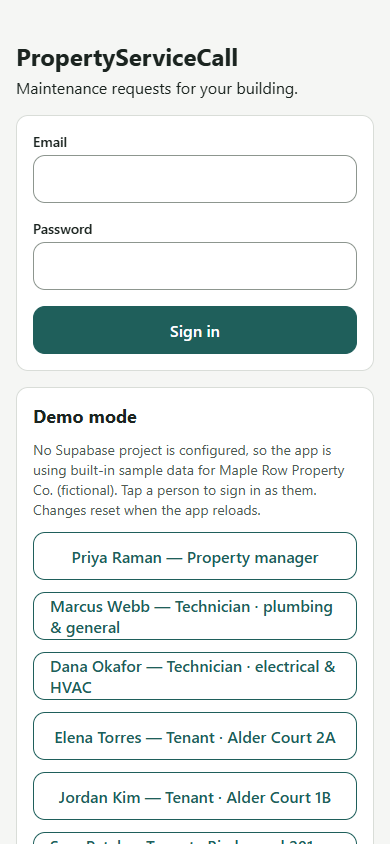 PropertyServiceCall
Maintenance requests for your building.
Email
Password
Sign in
Demo mode
No Supabase project is configured, so the app is
using built-in sample data for Maple Row Property
Co. (fictional). Tap a person to sign in as them.
Changes reset when the app reloads.
Priya Raman — Property manager
Marcus Webb — Technician · plumbing
& general
Dana Okafor — Technician · electrical &
HVAC
Elena Torres — Tenant · Alder Court 2A
Jordan Kim — Tenant · Alder Court 1B